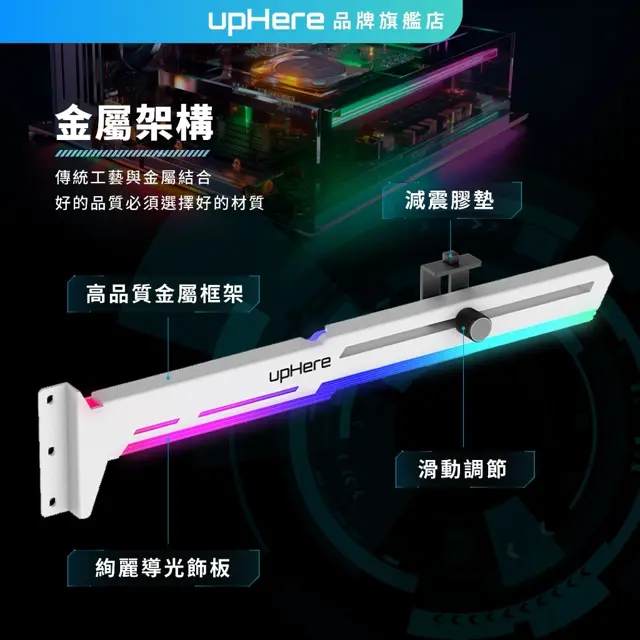 upHere 品牌旗艦店
金屬架構
傳統工藝與金屬結合
好的品質必須選擇好的材質
減震膠墊
高品質金屬框架
upHere
滑動調節
絢麗導光飾板